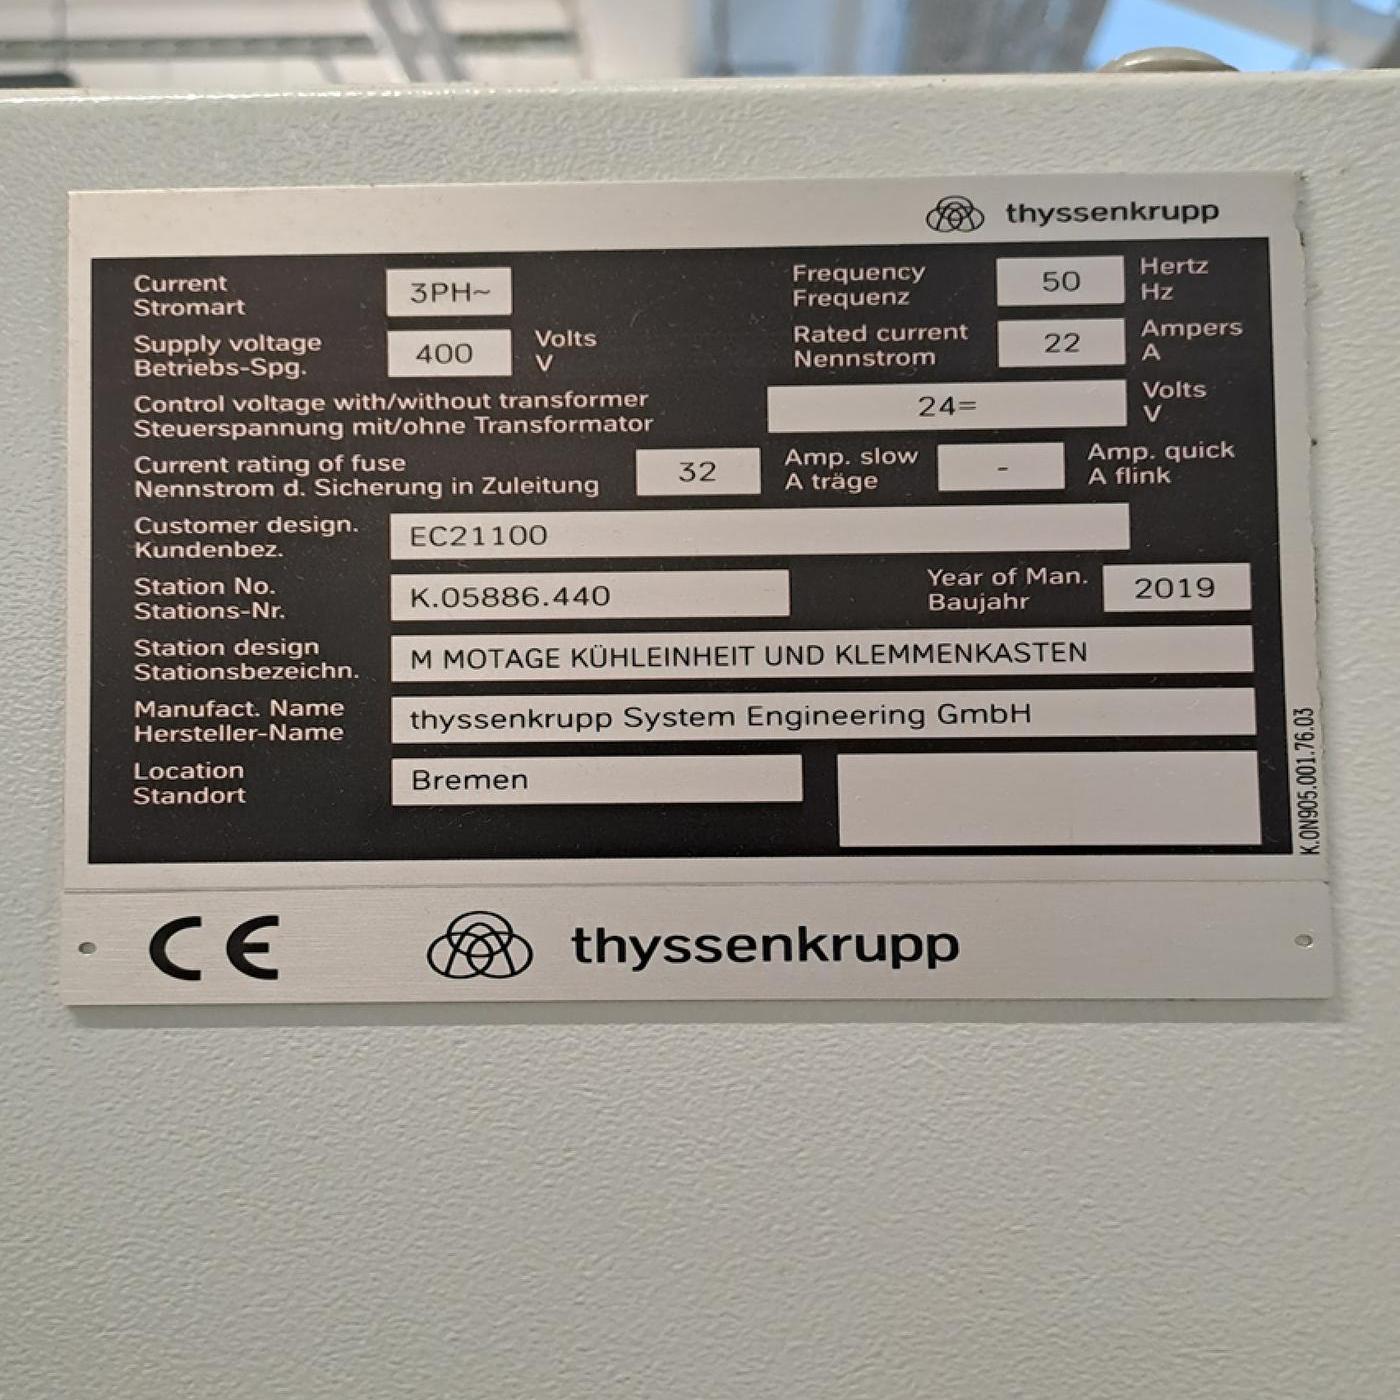 thyssenkrupp
Current 3PH~ Frequency 50 Hertz
Stromart Frequenz Hz
Supply voltage 400 Volts Rated current 22 Ampers
Betriebs-Spg. V Nennstrom A
Control voltage with/without transformer 24= Volts
Steuerspannung mit/ohne Transformator V
Current rating of fuse 32 Amp. slow - Amp. quick
Nennstrom d. Sicherung in Zuleitung A träge A flink
Customer design. EC21100
Kundenbez.
Station No. K.05886.440 Year of Man. 2019
Stations-Nr. Baujahr
Station design M MOTAGE KÜHLEINHEIT UND KLEMMENKASTEN
Stationsbezeichn.
Manufact. Name thyssenkrupp System Engineering GmbH
Hersteller-Name
Location Bremen
Standort
K.0N905.001.76.03
CE thyssenkrupp